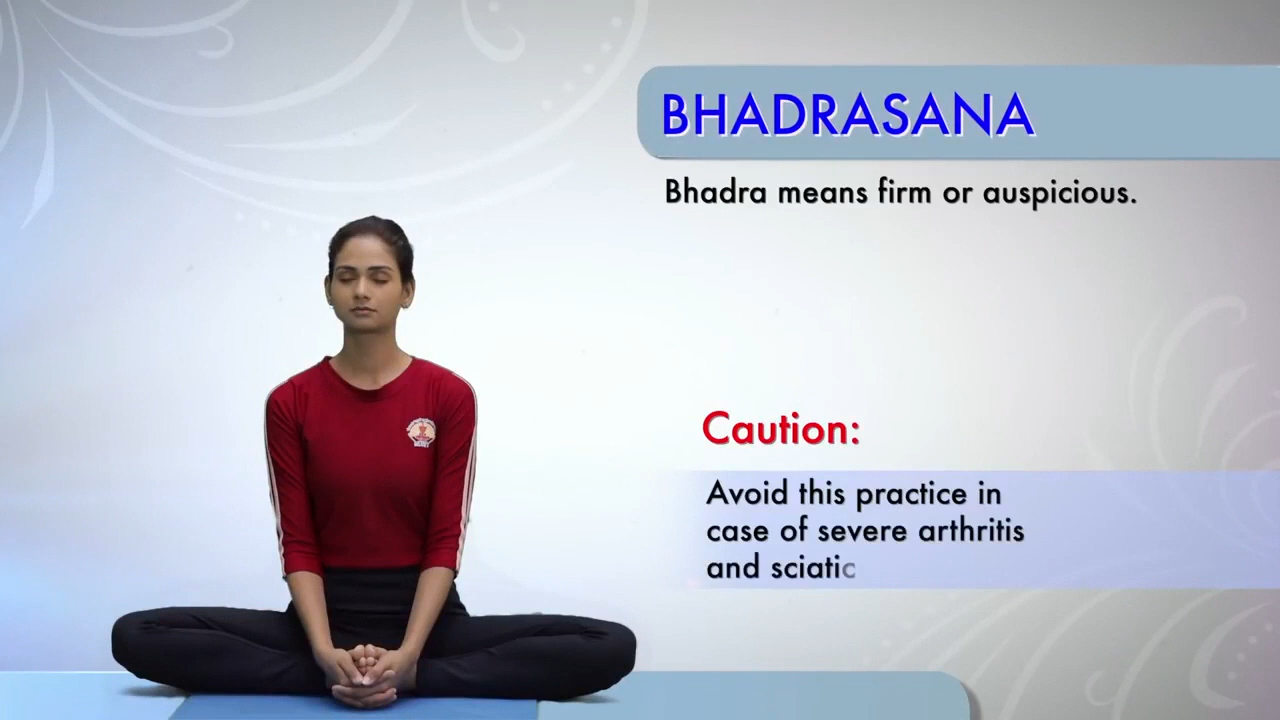 BHADRASANA
Bhadra means firm or auspicious.
Caution:
Avoid this practice in
case of severe arthritis
and sciatic